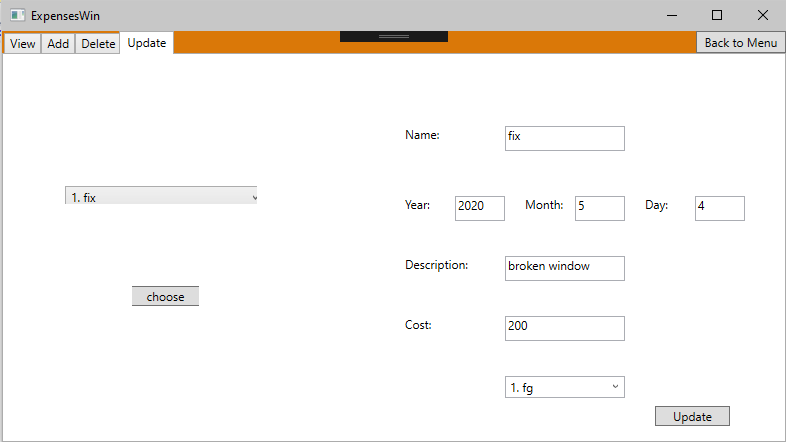 ExpensesWin
View Add Delete Update Back to Menu
Name: fix
1. fix
Year: 2020 Month: 5 Day: 4
Description: broken window
choose
Cost: 200
1. fg
Update